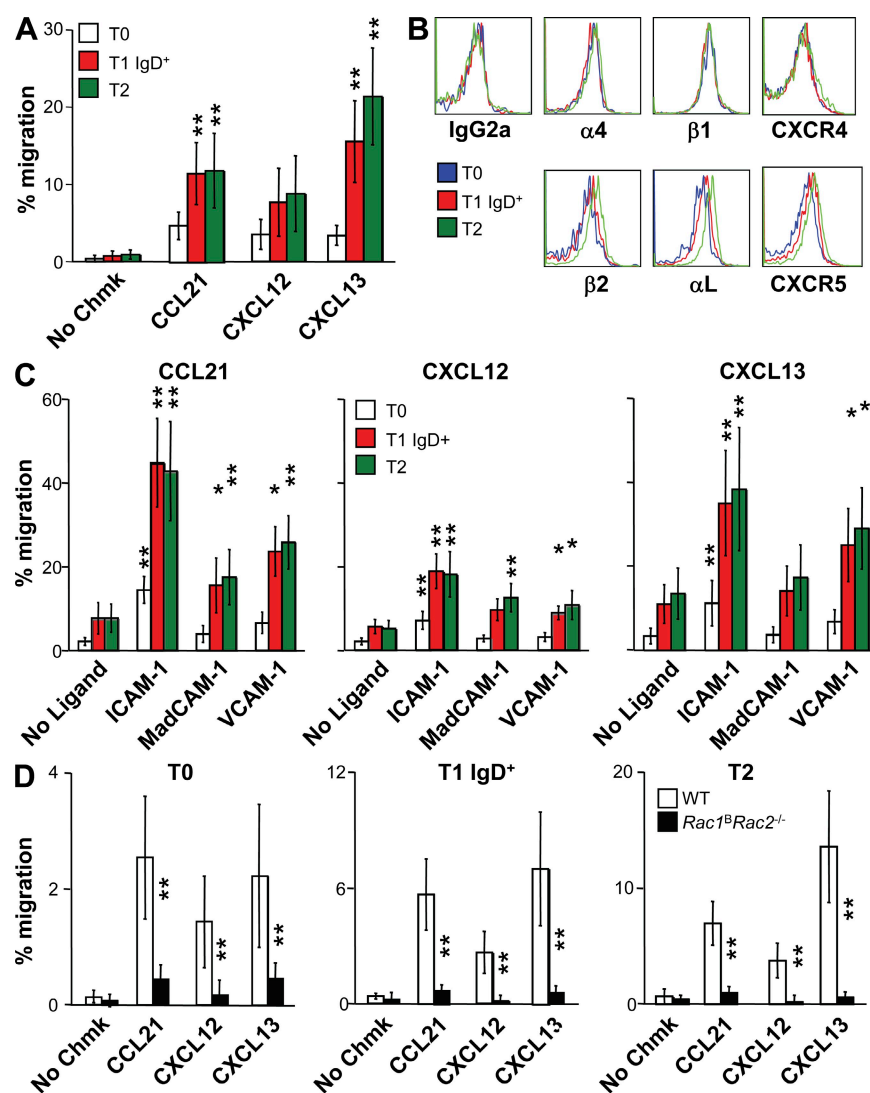 A
% migration
30
20
10
0
T0
T1 IgD⁺
T2
**
**
**
**
No Chmk
CCL21
CXCL12
CXCL13
B
IgG2a
α4
β1
CXCR4
T0
T1 IgD⁺
T2
β2
αL
CXCR5
C
% migration
CCL21
60
40
20
0
**
**
**
*
**
*
**
No Ligand
ICAM-1
MadCAM-1
VCAM-1
CXCL12
T0
T1 IgD+
T2
**
**
**
**
*
*
No Ligand
ICAM-1
MadCAM-1
VCAM-1
CXCL13
**
**
**
*
*
No Ligand
ICAM-1
MadCAM-1
VCAM-1
D
% migration
T0
4
2
0
**
**
**
No Chmk
CCL21
CXCL12
CXCL13
T1 IgD⁺
12
6
0
**
**
**
No Chmk
CCL21
CXCL12
CXCL13
T2
20
10
0
WT
Rac1ᴮRac2⁻/⁻
**
**
**
No Chmk
CCL21
CXCL12
CXCL13